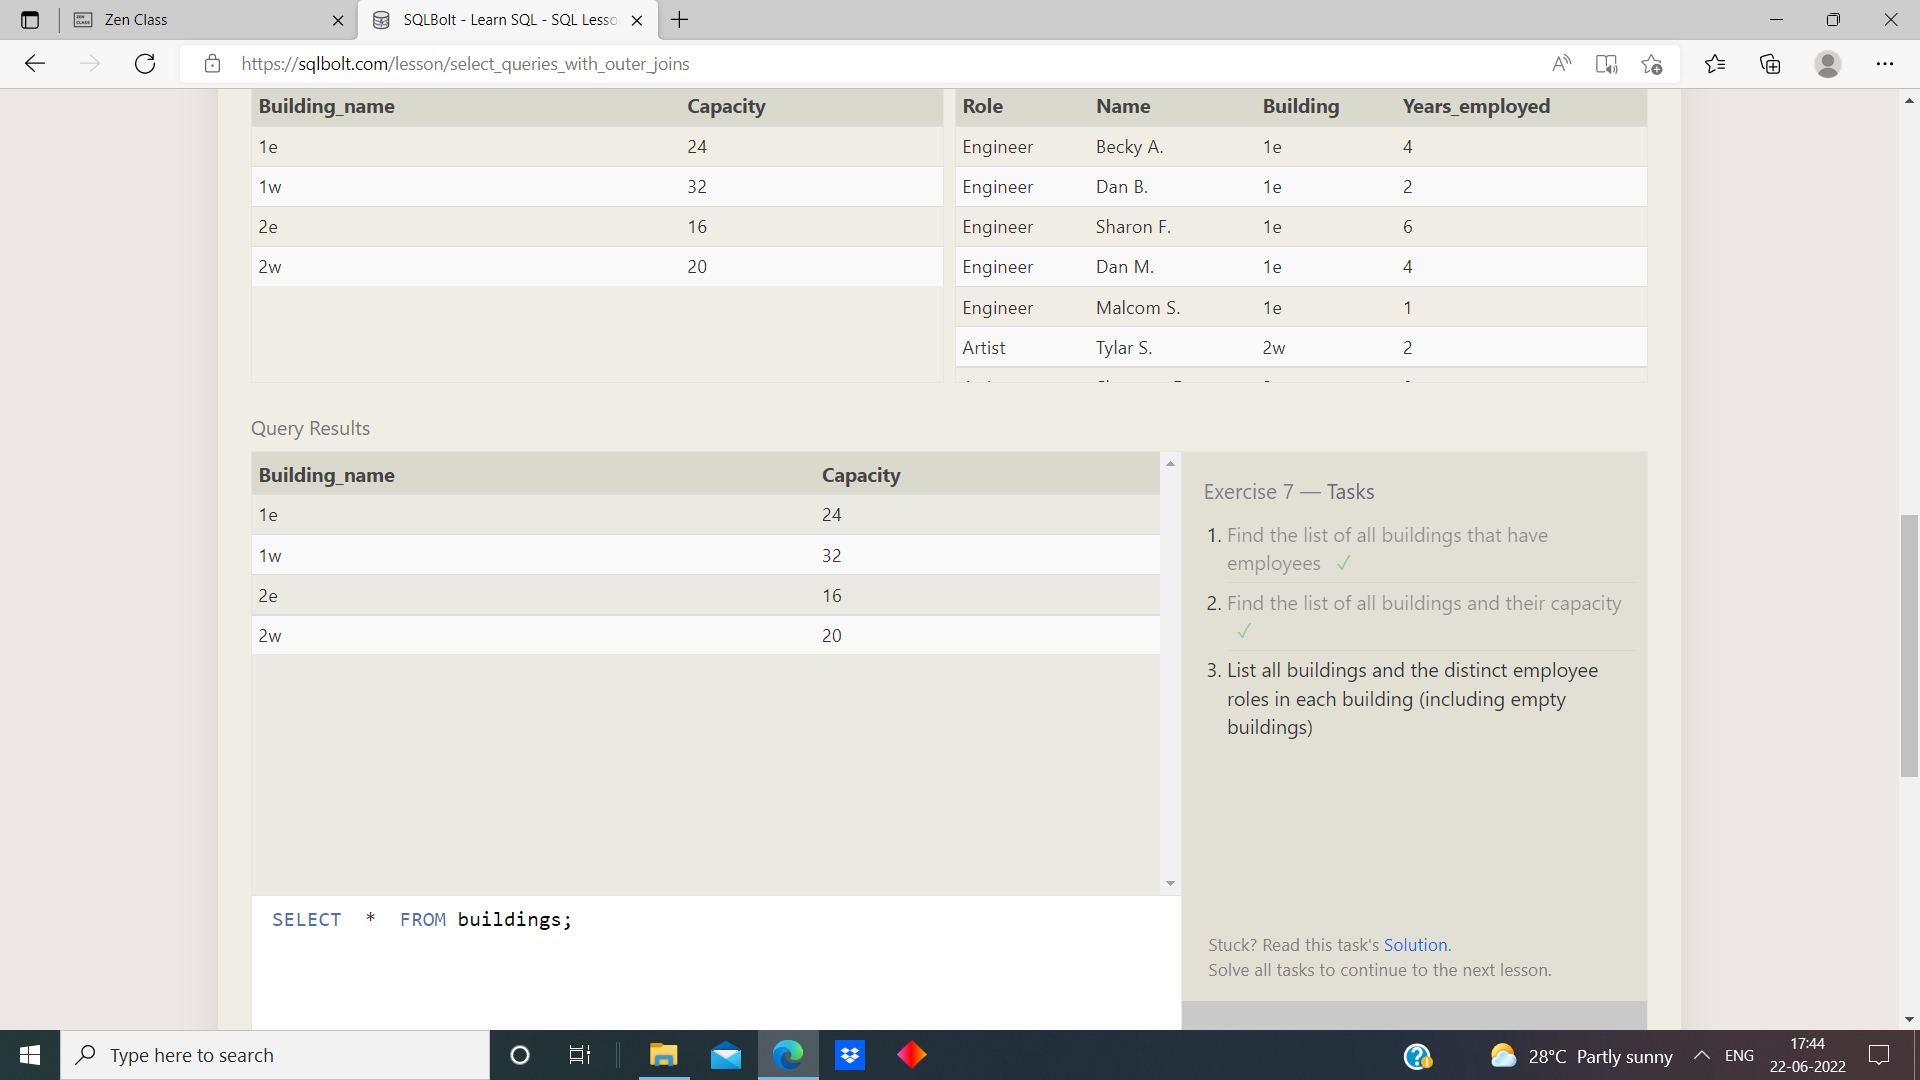 Zen Class
SQLBolt - Learn SQL - SQL Lesso
https://sqlbolt.com/lesson/select_queries_with_outer_joins
Building_name Capacity
1e 24
1w 32
2e 16
2w 20
Role Name Building Years_employed
Engineer Becky A. 1e 4
Engineer Dan B. 1e 2
Engineer Sharon F. 1e 6
Engineer Dan M. 1e 4
Engineer Malcom S. 1e 1
Artist Tylar S. 2w 2
Query Results
Building_name Capacity
1e 24
1w 32
2e 16
2w 20
Exercise 7 — Tasks
1. Find the list of all buildings that have
employees ✓
2. Find the list of all buildings and their capacity
✓
3. List all buildings and the distinct employee
roles in each building (including empty
buildings)
Stuck? Read this task's Solution.
Solve all tasks to continue to the next lesson.
SELECT * FROM buildings;
Type here to search
28°C Partly sunny
ENG
17:44
22-06-2022